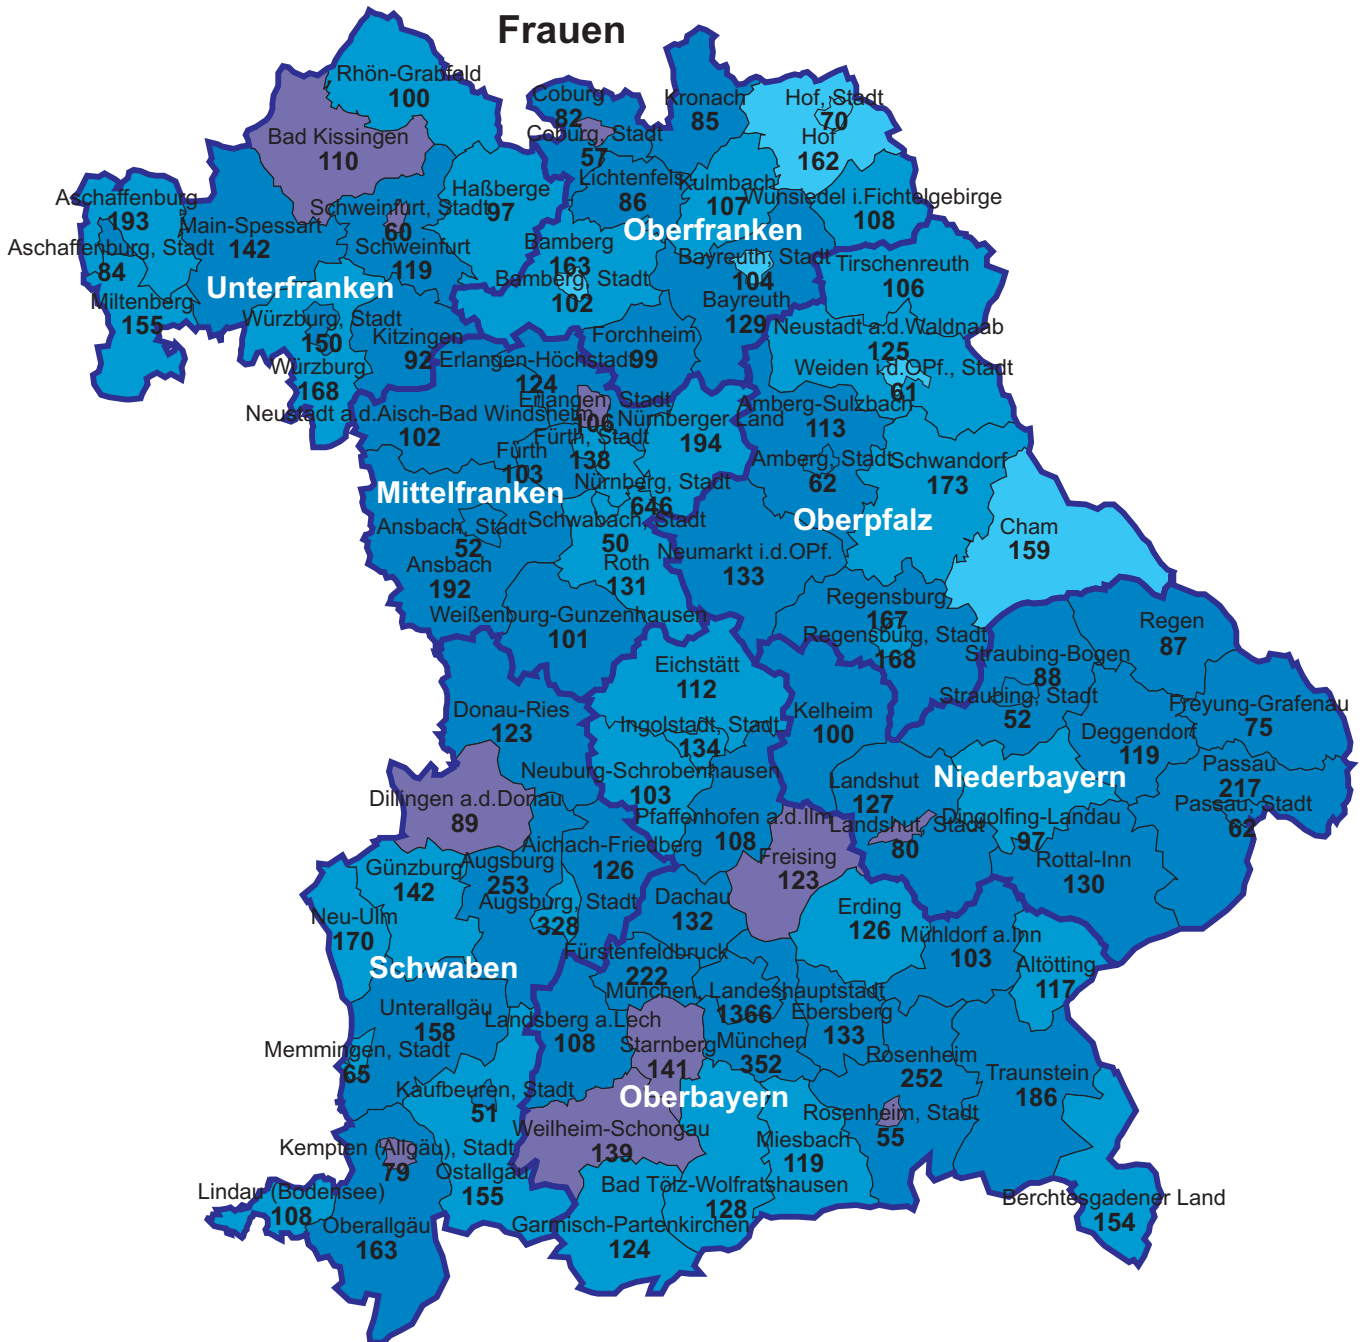 Frauen
Rhön-Grabfeld
100
Coburg
82
Kronach
85
Hof, Stadt
70
Bad Kissingen
110
Coburg, Stadt
57
Hof
162
Lichtenfels
86
Kulmbach
107
Wunsiedel i.Fichtelgebirge
108
Haßberge
97
Aschaffenburg
193
Schweinfurt, Stadt
60
Main-Spessart
142
Schweinfurt
119
Aschaffenburg, Stadt
84
Oberfranken
Bamberg
163
Bayreuth, Stadt
104
Tirschenreuth
106
Bamberg, Stadt
102
Unterfranken
Miltenberg
155
Bayreuth
129
Würzburg, Stadt
150
Kitzingen
92
Forchheim
99
Neustadt a.d.Waldnaab
125
Würzburg
168
Erlangen-Höchstadt
124
Weiden i.d.OPf., Stadt
61
Erlangen, Stadt
106
Neustadt a.d.Aisch-Bad Windsheim
102
Nürnberger Land
194
Amberg-Sulzbach
113
Fürth, Stadt
138
Fürth
103
Amberg, Stadt
62
Schwandorf
173
Nürnberg, Stadt
646
Mittelfranken
Oberpfalz
Ansbach, Stadt
52
Schwabach, Stadt
50
Cham
159
Neumarkt i.d.OPf.
133
Ansbach
192
Roth
131
Regensburg
167
Weißenburg-Gunzenhausen
101
Regensburg, Stadt
168
Regen
87
Straubing-Bogen
88
Eichstätt
112
Straubing, Stadt
52
Freyung-Grafenau
75
Donau-Ries
123
Kelheim
100
Ingolstadt, Stadt
134
Deggendorf
119
Neuburg-Schrobenhausen
103
Landshut
127
Niederbayern
Passau
217
Dillingen a.d.Donau
89
Pfaffenhofen a.d.Ilm
108
Landshut, Stadt
80
Dingolfing-Landau
97
Passau, Stadt
62
Aichach-Friedberg
126
Freising
123
Rottal-Inn
130
Günzburg
142
Augsburg
253
Augsburg, Stadt
328
Dachau
132
Erding
126
Neu-Ulm
170
Mühldorf a.Inn
103
Schwaben
Fürstenfeldbruck
222
Altötting
117
München, Landeshauptstadt
1366
Unterallgäu
158
Landsberg a.Lech
108
Ebersberg
133
Starnberg
141
München
352
Memmingen, Stadt
65
Rosenheim
252
Traunstein
186
Kaufbeuren, Stadt
51
Oberbayern
Rosenheim, Stadt
55
Weilheim-Schongau
139
Miesbach
119
Kempten (Allgäu), Stadt
79
Ostallgäu
155
Bad Tölz-Wolfratshausen
128
Lindau (Bodensee)
108
Berchtesgadener Land
154
Oberallgäu
163
Garmisch-Partenkirchen
124